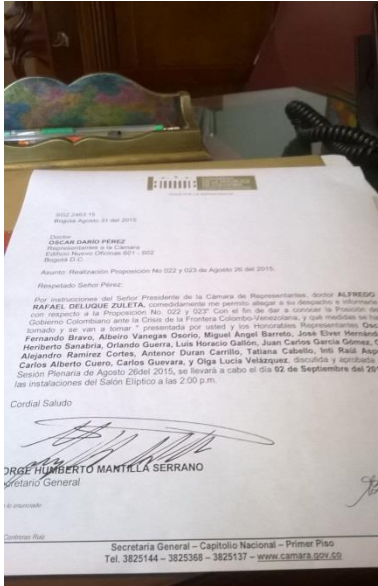 SG2.2463.15
Bogotá Agosto 31 del 2015
Doctor
OSCAR DARÍO PÉREZ
Representantes a la Cámara
Edificio Nuevo Oficinas 601 - 602
Bogotá D.C.
Asunto: Realización Proposición No 022 y 023 de Agosto 26 del 2015.
Respetado Señor Pérez:
Por instrucciones del Señor Presidente de la Cámara de Representantes, doctor ALFREDO
RAFAEL DELUQUE ZULETA, comedidamente me permito allegar a su despacho e informarle
con respecto a la Proposición No. 022 y 023" Con el fin de dar a conocer la Posición del
Gobierno Colombiano ante la Crisis de la Frontera Colombo-Venezolana, y qué medidas se han
tomado y se van a tomar " presentada por usted y los Honorables Representantes
Fernando Bravo, Albeiro Vanegas Osorio, Miguel Ángel Barreto, José Elver
Heriberto Sanabria, Orlando Guerra, Luis Horacio Gallón, Juan Carlos García Gómez,
Alejandro Ramírez Cortes, Antenor Duran Carrillo, Tatiana Cabello, Inti Raúl
Carlos Alberto Cuero, Carlos Guevara, y Olga Lucia Velázquez, discutida y aprobada
Sesión Plenaria de Agosto 26del 2015, se llevará a cabo el día 02 de Septiembre del
las instalaciones del Salón Elíptico a las 2:00 p.m.
Cordial Saludo
ORGE HUMBERTO MANTILLA SERRANO
cretario General
lo enunciado
Contreras Ruiz
Secretaria General – Capitolio Nacional – Primer Piso
Tel. 3825144 – 3825368 – 3825137 – www.camara.gov.co